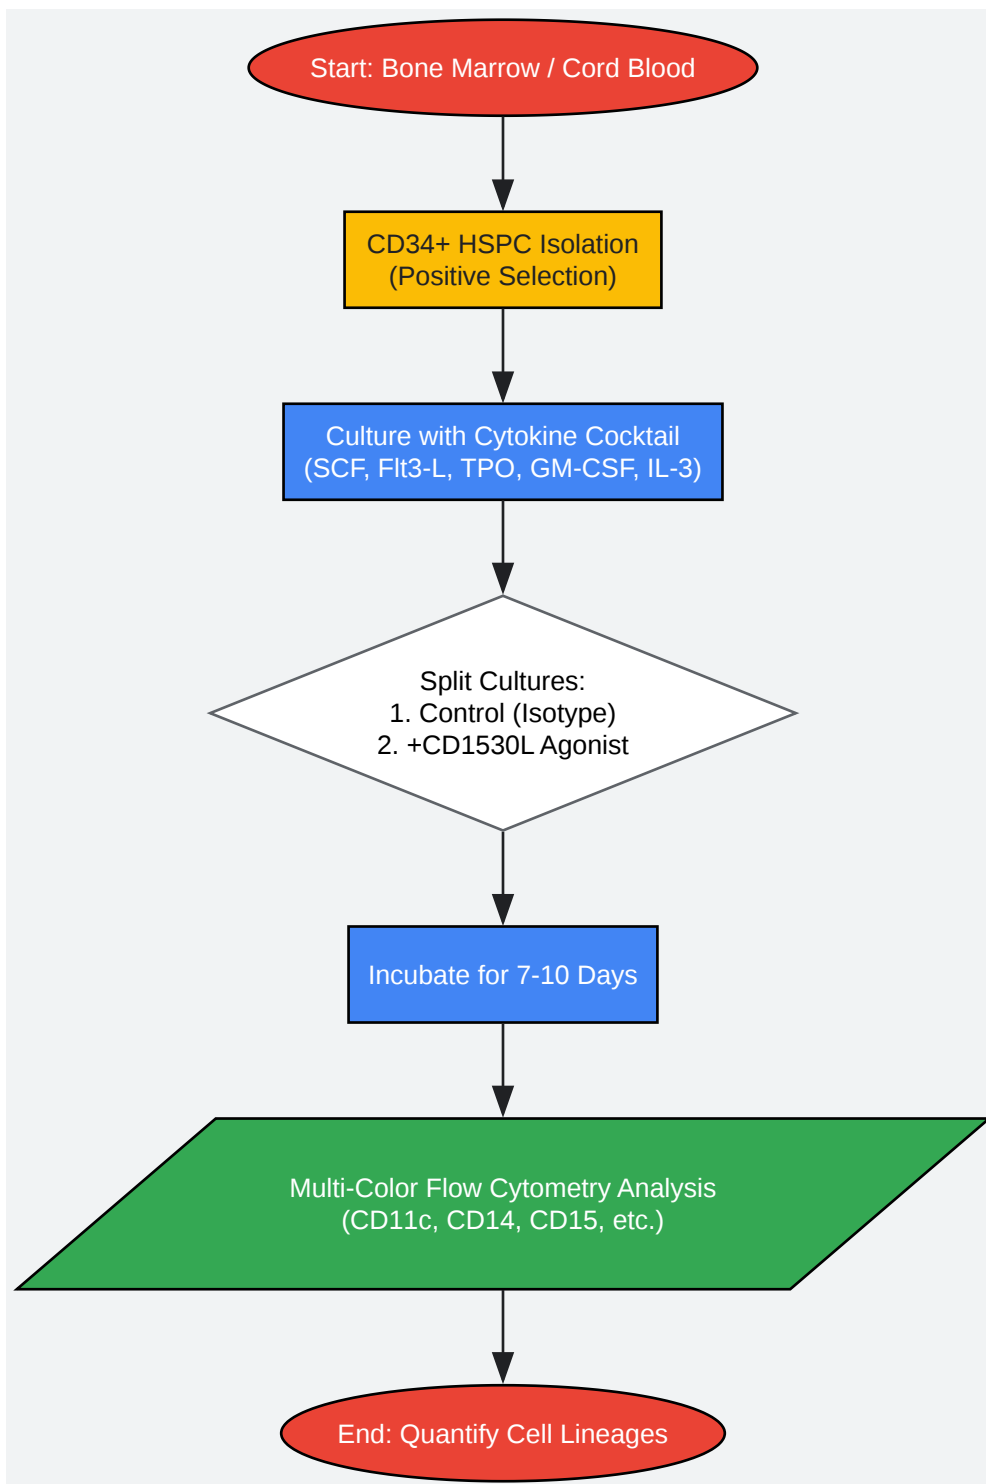 Start: Bone Marrow / Cord Blood
CD34+ HSPC Isolation
(Positive Selection)
Culture with Cytokine Cocktail
(SCF, Flt3-L, TPO, GM-CSF, IL-3)
Split Cultures:
1. Control (Isotype)
2. +CD1530L Agonist
Incubate for 7-10 Days
Multi-Color Flow Cytometry Analysis
(CD11c, CD14, CD15, etc.)
End: Quantify Cell Lineages